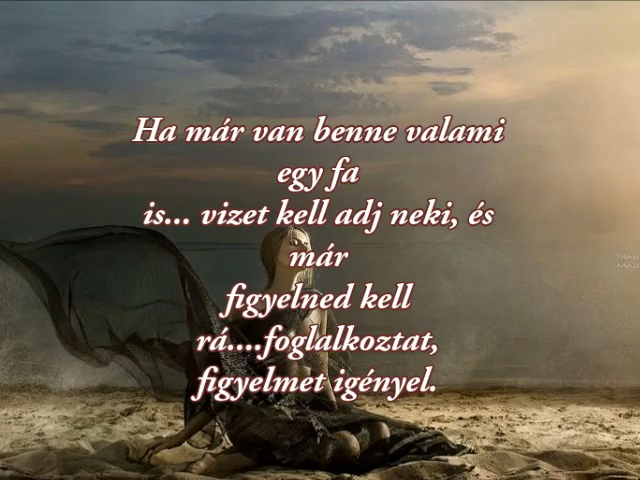 Ha már van benne valami
egy fa
is... vizet kell adj neki, és
már
figyelned kell
rá....foglalkoztat,
figyelmet igényel.